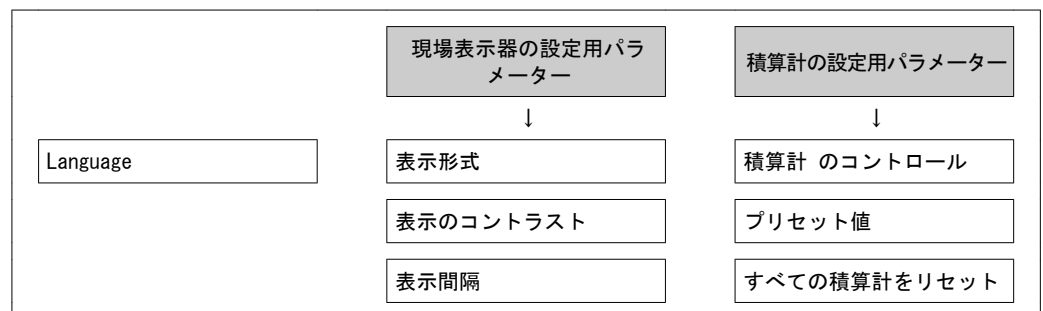 現場表示器の設定用パラ
メーター
積算計の設定用パラメーター
↓
↓
Language
表示形式
積算計 のコントロール
表示のコントラスト
プリセット値
表示間隔
すべての積算計をリセット